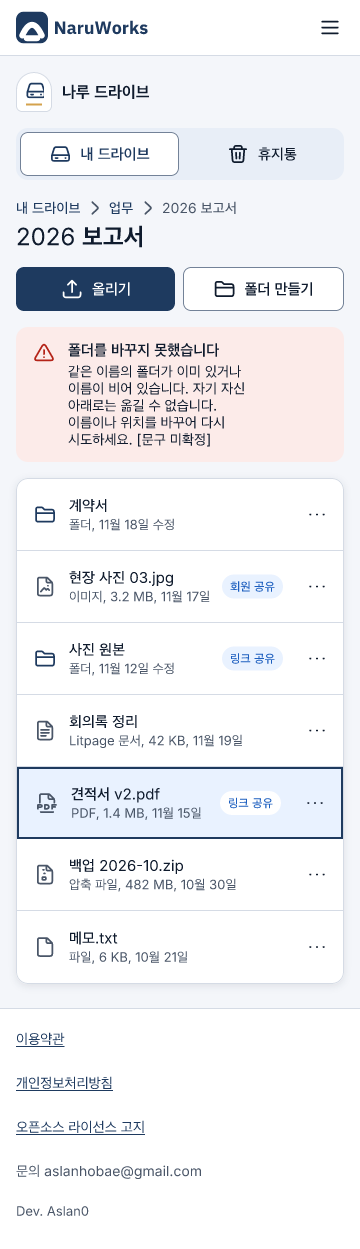 NaruWorks
나루 드라이브
내 드라이브
휴지통
내 드라이브 > 업무 > 2026 보고서
2026 보고서
올리기
폴더 만들기
폴더를 바꾸지 못했습니다
같은 이름의 폴더가 이미 있거나
이름이 비어 있습니다. 자기 자신
아래로는 옮길 수 없습니다.
이름이나 위치를 바꾸어 다시
시도하세요. [문구 미확정]
계약서
폴더, 11월 18일 수정
현장 사진 03.jpg
이미지, 3.2 MB, 11월 17일
회원 공유
사진 원본
폴더, 11월 12일 수정
링크 공유
회의록 정리
Litpage 문서, 42 KB, 11월 19일
PDF
견적서 v2.pdf
PDF, 1.4 MB, 11월 15일
링크 공유
백업 2026-10.zip
압축 파일, 482 MB, 10월 30일
메모.txt
파일, 6 KB, 10월 21일
이용약관
개인정보처리방침
오픈소스 라이선스 고지
문의 aslanhobae@gmail.com
Dev. Aslan0